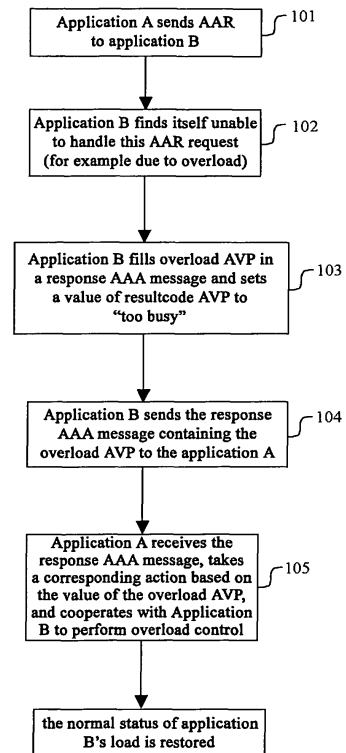 Application A sends AAR
to application B
101
Application B finds itself unable
to handle this AAR request
(for example due to overload)
102
Application B fills overload AVP in
a response AAA message and sets
a value of resultcode AVP to
“too busy”
103
Application B sends the response
AAA message containing the
overload AVP to the application A
104
Application A receives the
response AAA message, takes
a corresponding action based on
the value of the overload AVP,
and cooperates with Application
B to perform overload control
105
the normal status of application
B’s load is restored